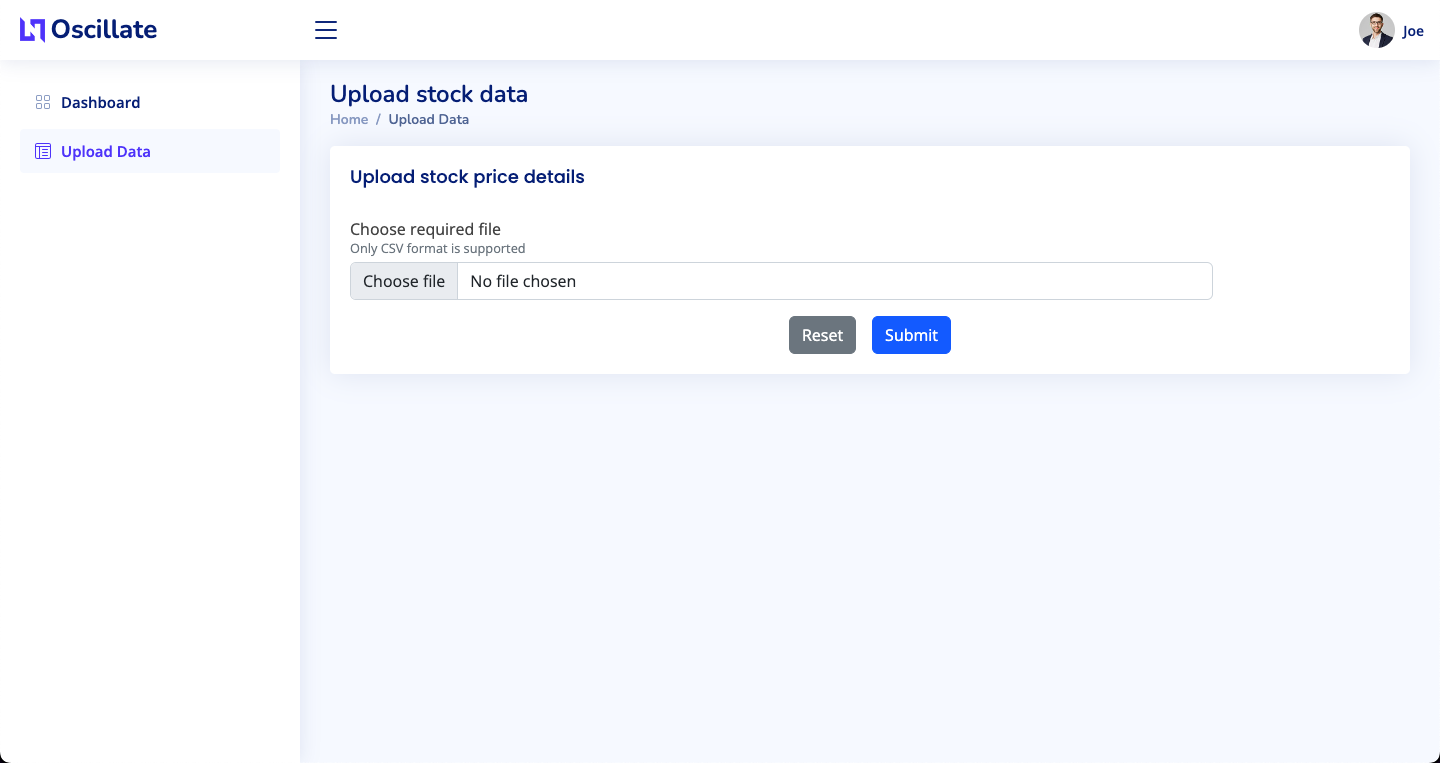 Oscillate
Joe
Dashboard
Upload Data
Upload stock data
Home / Upload Data
Upload stock price details
Choose required file
Only CSV format is supported
Choose file No file chosen
Reset Submit